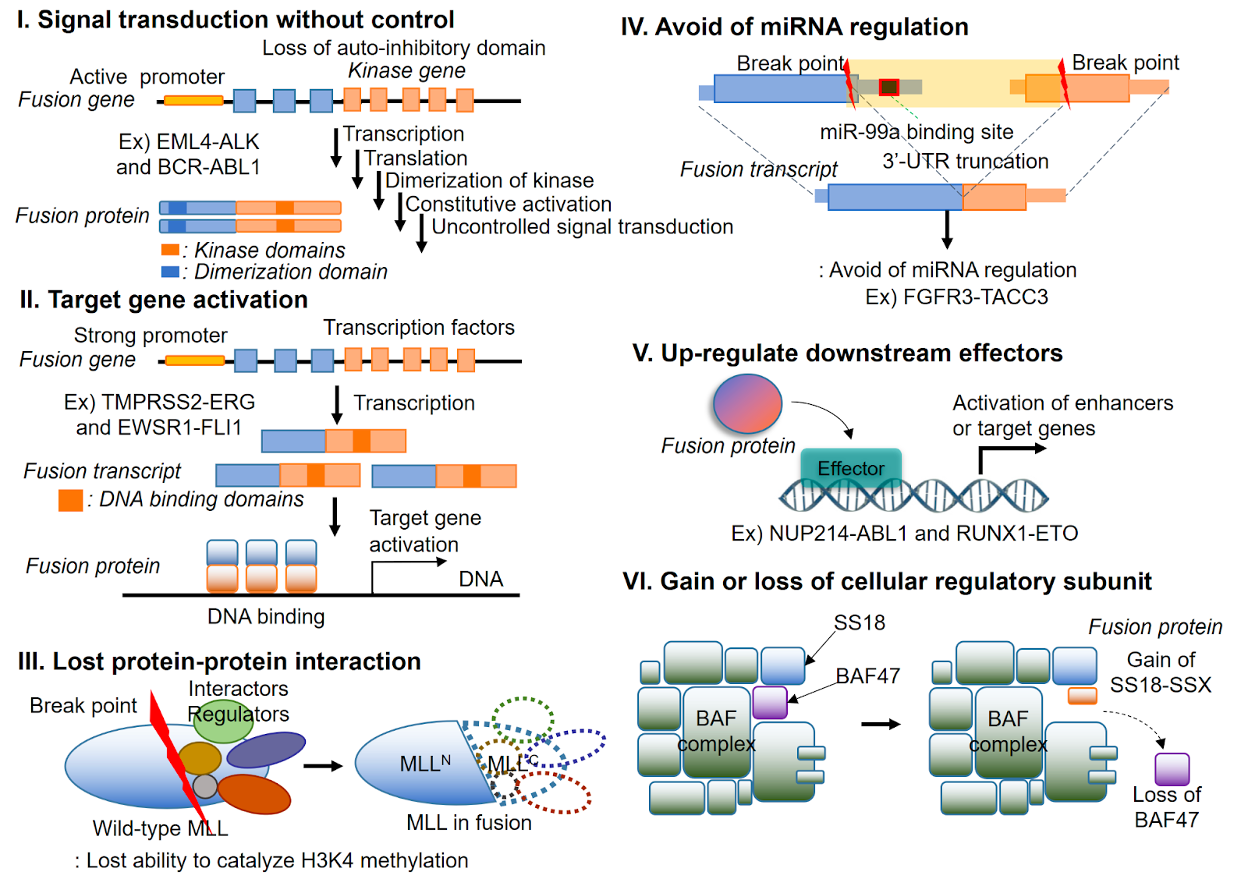 I. Signal transduction without control
Loss of auto-inhibitory domain
Active promoter
Kinase gene
Fusion gene
Ex) EML4-ALK
and BCR-ABL1
Transcription
Translation
Dimerization of kinase
Constitutive activation
Uncontrolled signal transduction
Fusion protein
: Kinase domains
: Dimerization domain
II. Target gene activation
Strong promoter
Transcription factors
Fusion gene
Ex) TMPRSS2-ERG
and EWSR1-FLI1
Transcription
Fusion transcript
: DNA binding domains
Target gene
activation
Fusion protein
DNA
DNA binding
III. Lost protein-protein interaction
Break point
Interactors
Regulators
MLLN
MLLC
Wild-type MLL
MLL in fusion
: Lost ability to catalyze H3K4 methylation
IV. Avoid of miRNA regulation
Break point
Break point
miR-99a binding site
3’-UTR truncation
Fusion transcript
: Avoid of miRNA regulation
Ex) FGFR3-TACC3
V. Up-regulate downstream effectors
Fusion protein
Activation of enhancers
or target genes
Effector
Ex) NUP214-ABL1 and RUNX1-ETO
VI. Gain or loss of cellular regulatory subunit
SS18
BAF47
BAF
complex
Fusion protein
Gain of
SS18-SSX
BAF
complex
Loss of
BAF47